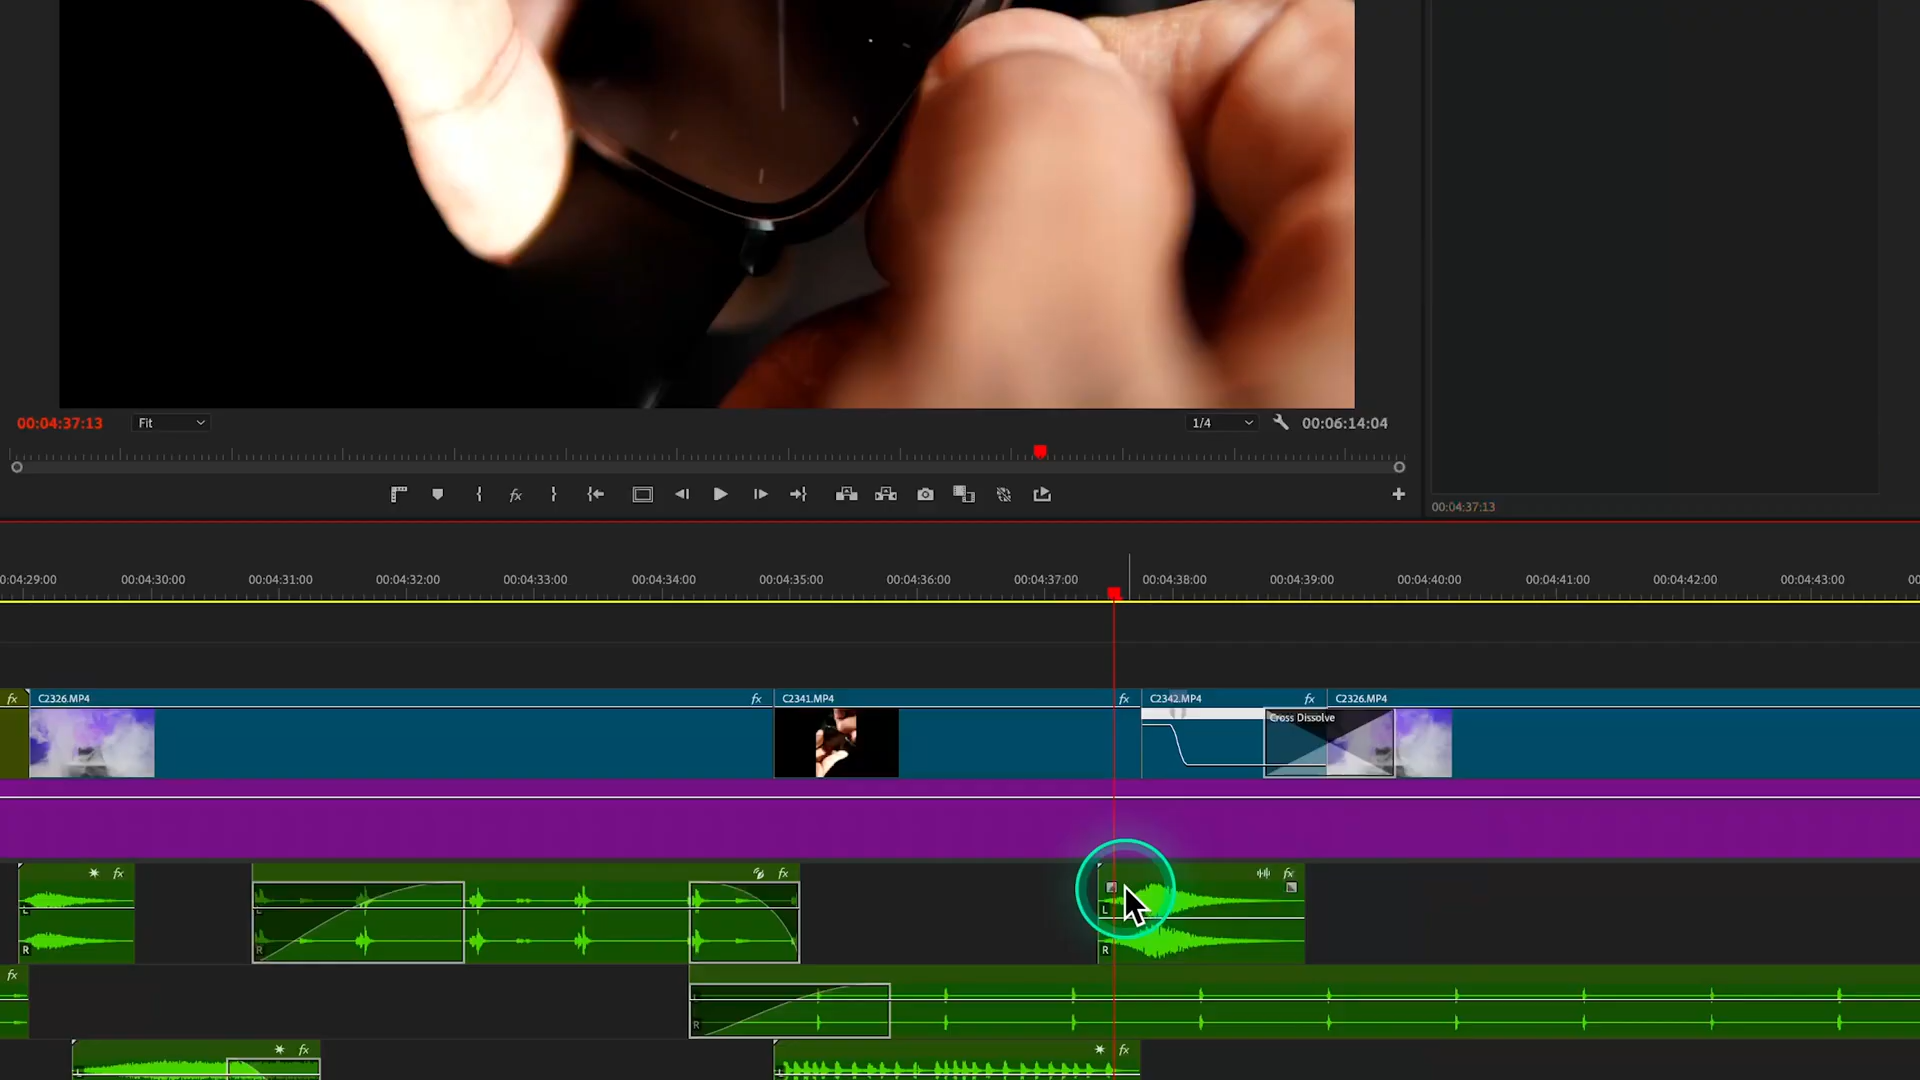 00:04:37:13
Fit
1/4
00:06:14:04
fx
00:04:37:13
0:04:29:00 00:04:30:00 00:04:31:00 00:04:32:00 00:04:33:00 00:04:34:00 00:04:35:00 00:04:36:00 00:04:37:00 00:04:38:00 00:04:39:00 00:04:40:00 00:04:41:00 00:04:42:00 00:04:43:00 00
fx C2326.MP4 fx C2341.MP4 fx C2342.MP4 fx C2326.MP4
Cross Dissolve
fx fx fx
L L L L
R R R R
fx
R
fx fx